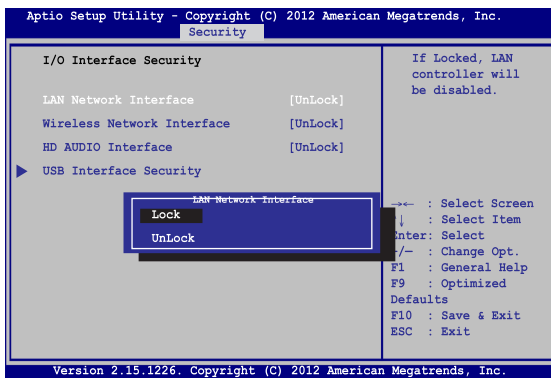 Aptio Setup Utility - Copyright (C) 2012 American Megatrends, Inc.
Security
I/O Interface Security
LAN Network Interface [UnLock]
Wireless Network Interface [UnLock]
HD AUDIO Interface [UnLock]
USB Interface Security
If Locked, LAN
controller will
be disabled.
LAN Network Interface
Lock
UnLock
→← : Select Screen
↓ : Select Item
Enter: Select
/— : Change Opt.
F1 : General Help
F9 : Optimized
Defaults
F10 : Save & Exit
ESC : Exit
Version 2.15.1226. Copyright (C) 2012 American Megatrends, Inc.